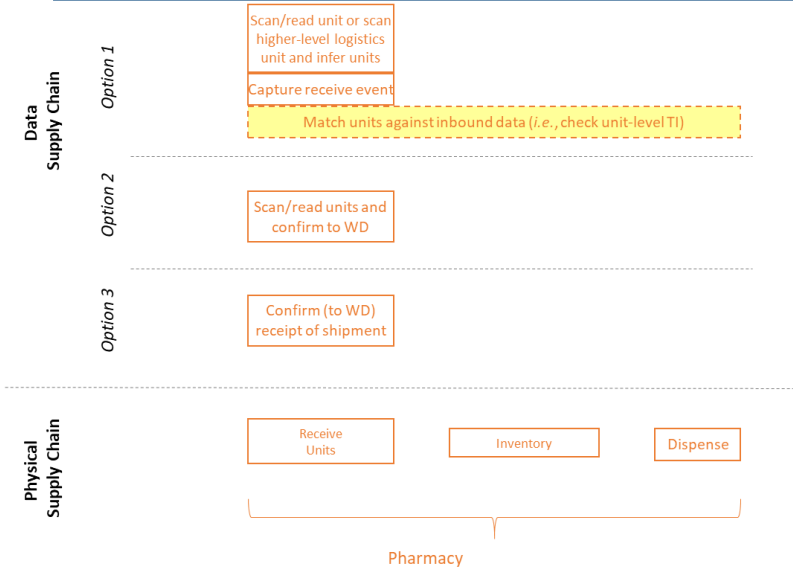 Data
Supply Chain
Option 1
Scan/read unit or scan
higher-level logistics
unit and infer units
Capture receive event
Match units against inbound data (i.e., check unit-level TI)
Option 2
Scan/read units and
confirm to WD
Option 3
Confirm (to WD)
receipt of shipment
Physical
Supply Chain
Receive
Units
Inventory
Dispense
Pharmacy